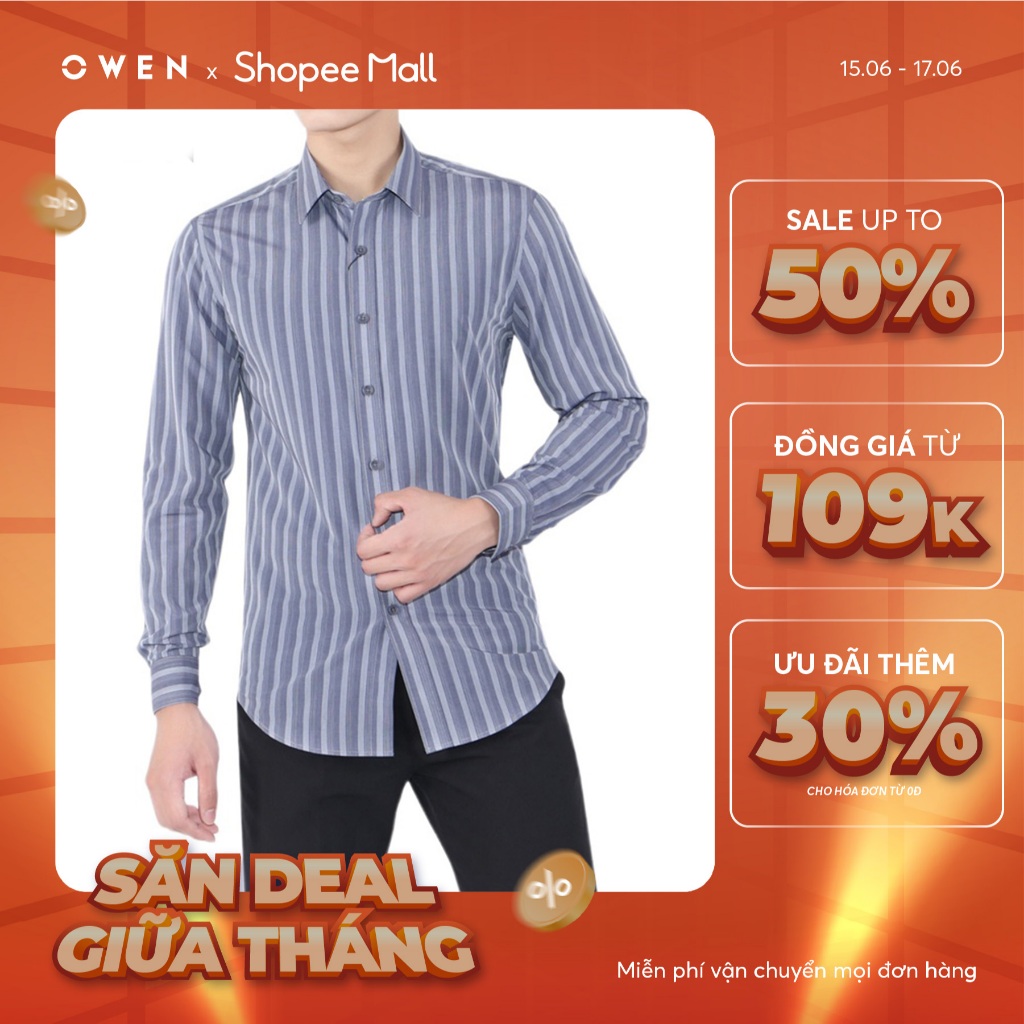 OWEN x Shopee Mall
15.06 - 17.06
SALE UP TO
50%
ĐỒNG GIÁ TỪ
109K
ƯU ĐÃI THÊM
30%
CHO HÓA ĐƠN TỪ 0Đ
SĂN DEAL
GIỮA THÁNG
Miễn phí vận chuyển mọi đơn hàng